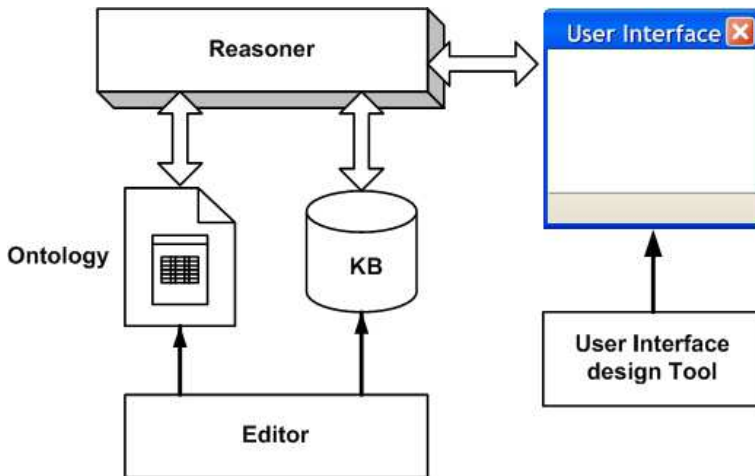 Reasoner
User Interface
Ontology
KB
User Interface
design Tool
Editor